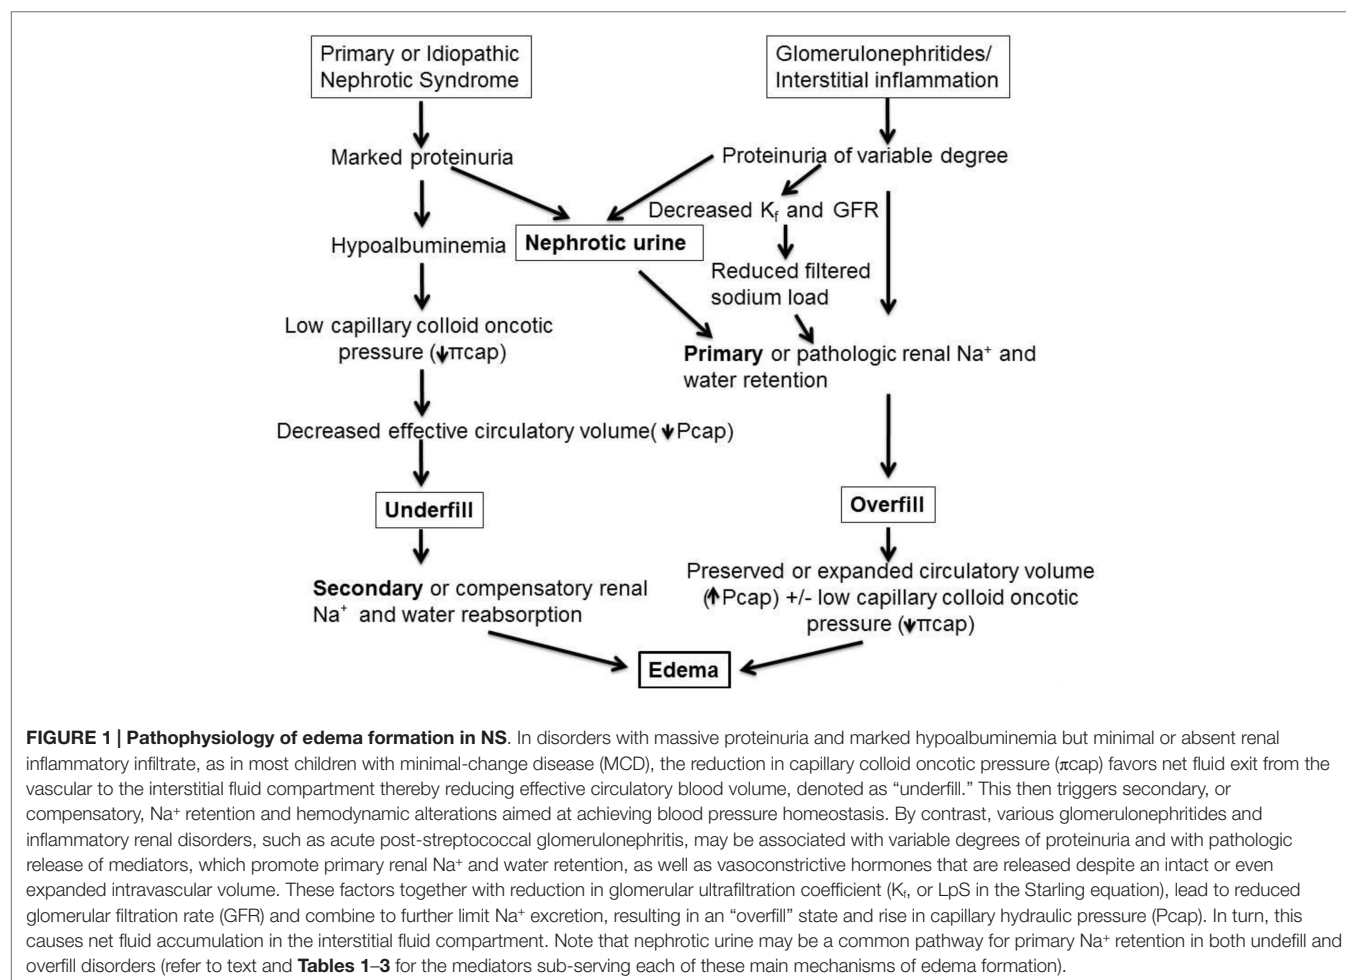 Primary or Idiopathic
Nephrotic Syndrome
Glomerulonephritides/
Interstitial inflammation
Marked proteinuria
Proteinuria of variable degree
Decreased Kf and GFR
Nephrotic urine
Hypoalbuminemia
Reduced filtered
sodium load
Low capillary colloid oncotic
pressure (↓πcap)
Primary or pathologic renal Na⁺ and
water retention
Decreased effective circulatory volume(↓Pcap)
Underfill
Overfill
Secondary or compensatory renal
Na⁺ and water reabsorption
Preserved or expanded circulatory volume
(↑Pcap) +/- low capillary colloid oncotic
pressure (↓πcap)
Edema
FIGURE 1 | Pathophysiology of edema formation in NS. In disorders with massive proteinuria and marked hypoalbuminemia but minimal or absent renal
inflammatory infiltrate, as in most children with minimal-change disease (MCD), the reduction in capillary colloid oncotic pressure (πcap) favors net fluid exit from the
vascular to the interstitial fluid compartment thereby reducing effective circulatory blood volume, denoted as “underfill.” This then triggers secondary, or
compensatory, Na⁺ retention and hemodynamic alterations aimed at achieving blood pressure homeostasis. By contrast, various glomerulonephritides and
inflammatory renal disorders, such as acute post-streptococcal glomerulonephritis, may be associated with variable degrees of proteinuria and with pathologic
release of mediators, which promote primary renal Na⁺ and water retention, as well as vasoconstrictive hormones that are released despite an intact or even
expanded intravascular volume. These factors together with reduction in glomerular ultrafiltration coefficient (Kf, or LpS in the Starling equation), lead to reduced
glomerular filtration rate (GFR) and combine to further limit Na⁺ excretion, resulting in an “overfill” state and rise in capillary hydraulic pressure (Pcap). In turn, this
causes net fluid accumulation in the interstitial fluid compartment. Note that nephrotic urine may be a common pathway for primary Na⁺ retention in both undefill and
overfill disorders (refer to text and Tables 1–3 for the mediators sub-serving each of these main mechanisms of edema formation).